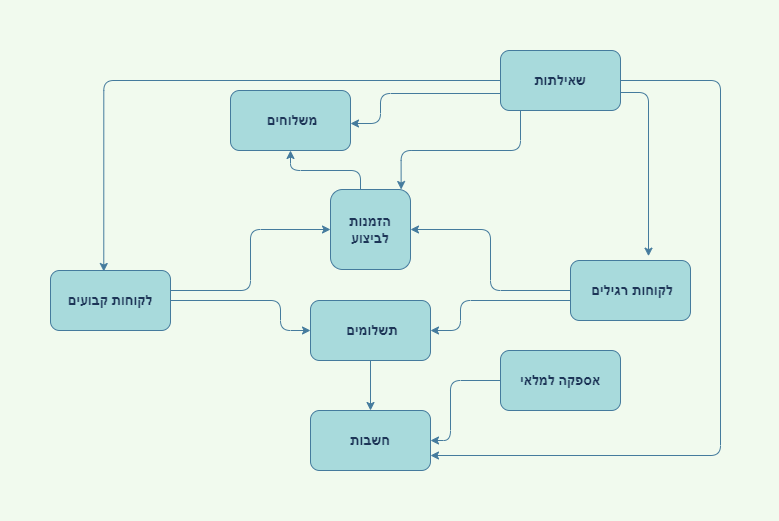 שאילתות
משלוחים
הזמנות
לביצוע
לקוחות רגילים
לקוחות קבועים
תשלומים
אספקה למלאי
חשבות